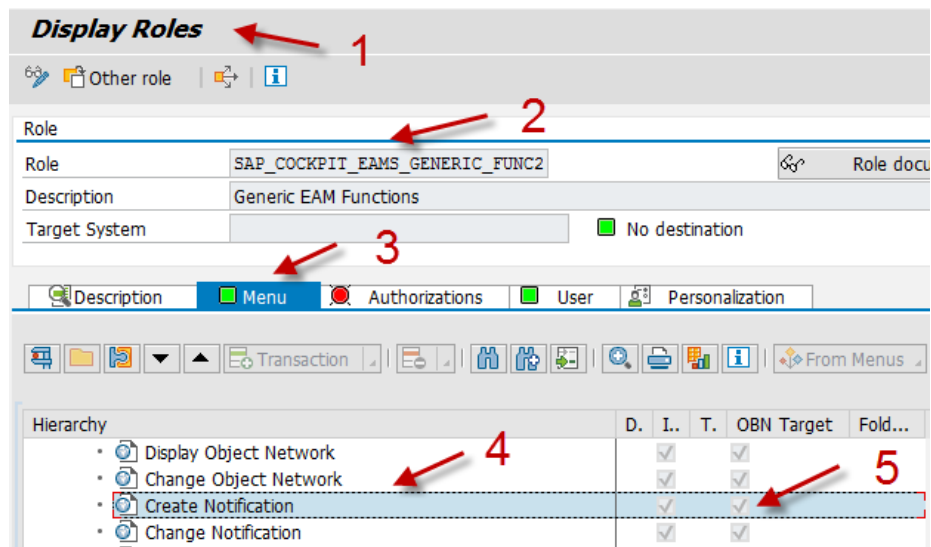 Display Roles
1
Other role
2
Role
Role SAP_COCKPIT_EAMS_GENERIC_FUNC2 Role docu
Description Generic EAM Functions
Target System No destination
3
Description Menu Authorizations User Personalization
Transaction From Menus
Hierarchy D. I.. T. OBN Target Fold...
Display Object Network
4
Change Object Network
5
Create Notification
Change Notification